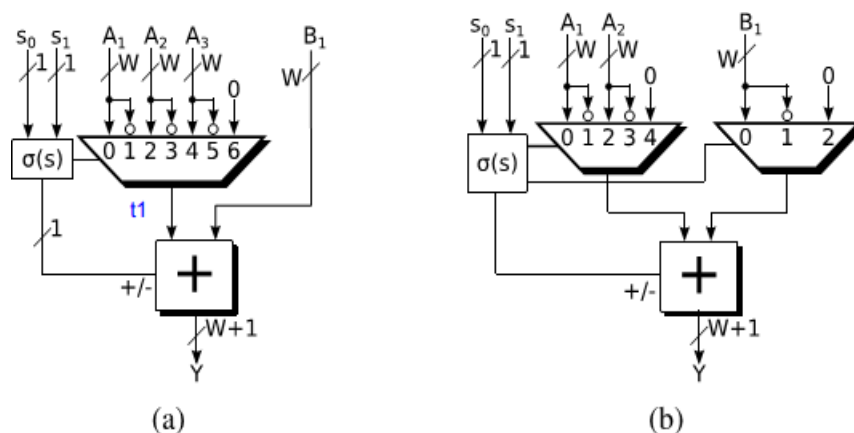 s0 s1 A1 A2 A3 B1 s0 s1 A1 A2 B1
1 1 W W W W 0 1 1 W W 0 W 0
σ(s) 0 1 2 3 4 5 6 σ(s) 0 1 2 3 4 0 1 2
t1
1
+ +
+/- +/-
W+1 W+1
Y Y
(a) (b)